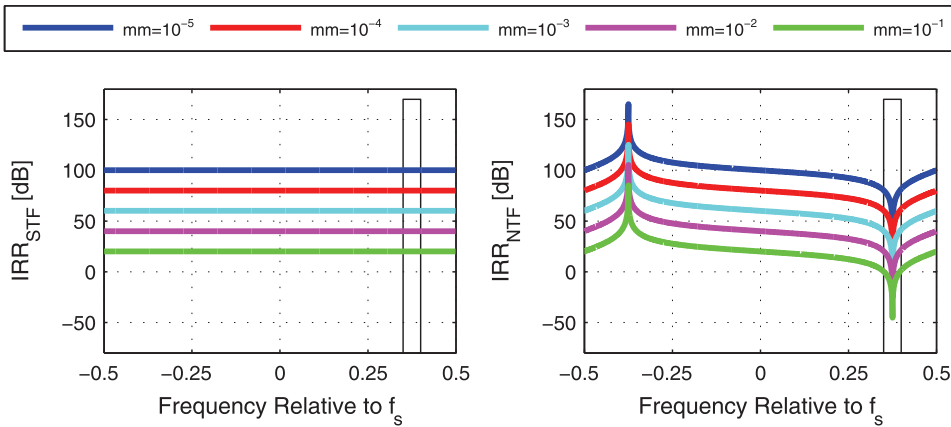 mm=10⁻⁵ mm=10⁻⁴ mm=10⁻³ mm=10⁻² mm=10⁻¹
IRR_STF [dB]
150
100
50
0
−50
−0.5 −0.25 0 0.25 0.5
Frequency Relative to f_s
IRR_NTF [dB]
150
100
50
0
−50
−0.5 −0.25 0 0.25 0.5
Frequency Relative to f_s